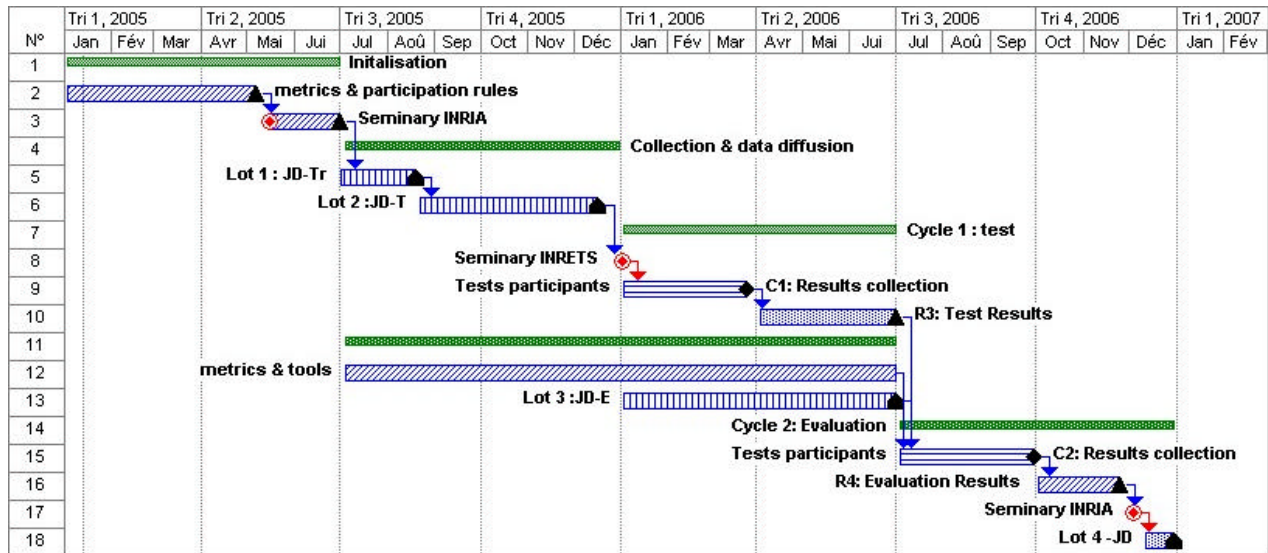 Tri 1, 2005 Tri 2, 2005 Tri 3, 2005 Tri 4, 2005 Tri 1, 2006 Tri 2, 2006 Tri 3, 2006 Tri 4, 2006 Tri 1, 2007
N° Jan Fév Mar Avr Mai Jui Jul Aoû Sep Oct Nov Déc Jan Fév Mar Avr Mai Jui Jul Aoû Sep Oct Nov Déc Jan Fév
1 Initalisation
2 metrics & participation rules
3 Seminary INRIA
4 Collection & data diffusion
5 Lot 1 : JD-Tr
6 Lot 2 :JD-T
7 Cycle 1 : test
8 Seminary INRETS
9 Tests participants C1: Results collection
10 R3: Test Results
11
12 metrics & tools
13 Lot 3 :JD-E
14 Cycle 2: Evaluation
15 Tests participants C2: Results collection
16 R4: Evaluation Results
17 Seminary INRIA
18 Lot 4 -JD